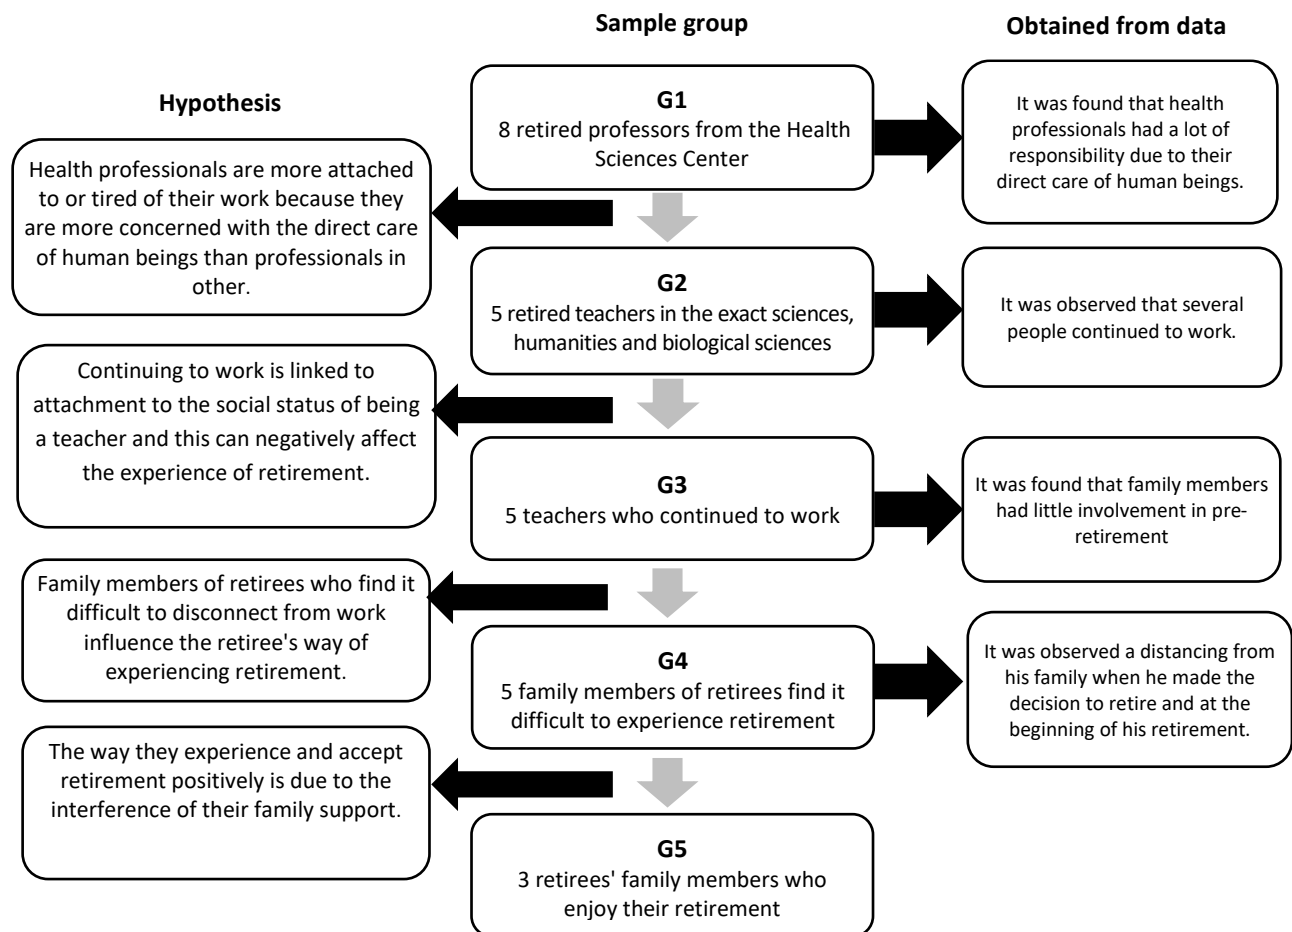 Sample group
Obtained from data
Hypothesis
G1
8 retired professors from the Health
Sciences Center
It was found that health
professionals had a lot of
responsibility due to their
direct care of human beings.
Health professionals are more attached
to or tired of their work because they
are more concerned with the direct care
of human beings than professionals in
other.
G2
5 retired teachers in the exact sciences,
humanities and biological sciences
It was observed that several
people continued to work.
Continuing to work is linked to
attachment to the social status of being
a teacher and this can negatively affect
the experience of retirement.
G3
5 teachers who continued to work
It was found that family members
had little involvement in pre-
retirement
Family members of retirees who find it
difficult to disconnect from work
influence the retiree's way of
experiencing retirement.
G4
5 family members of retirees find it
difficult to experience retirement
It was observed a distancing from
his family when he made the
decision to retire and at the
beginning of his retirement.
The way they experience and accept
retirement positively is due to the
interference of their family support.
G5
3 retirees' family members who
enjoy their retirement